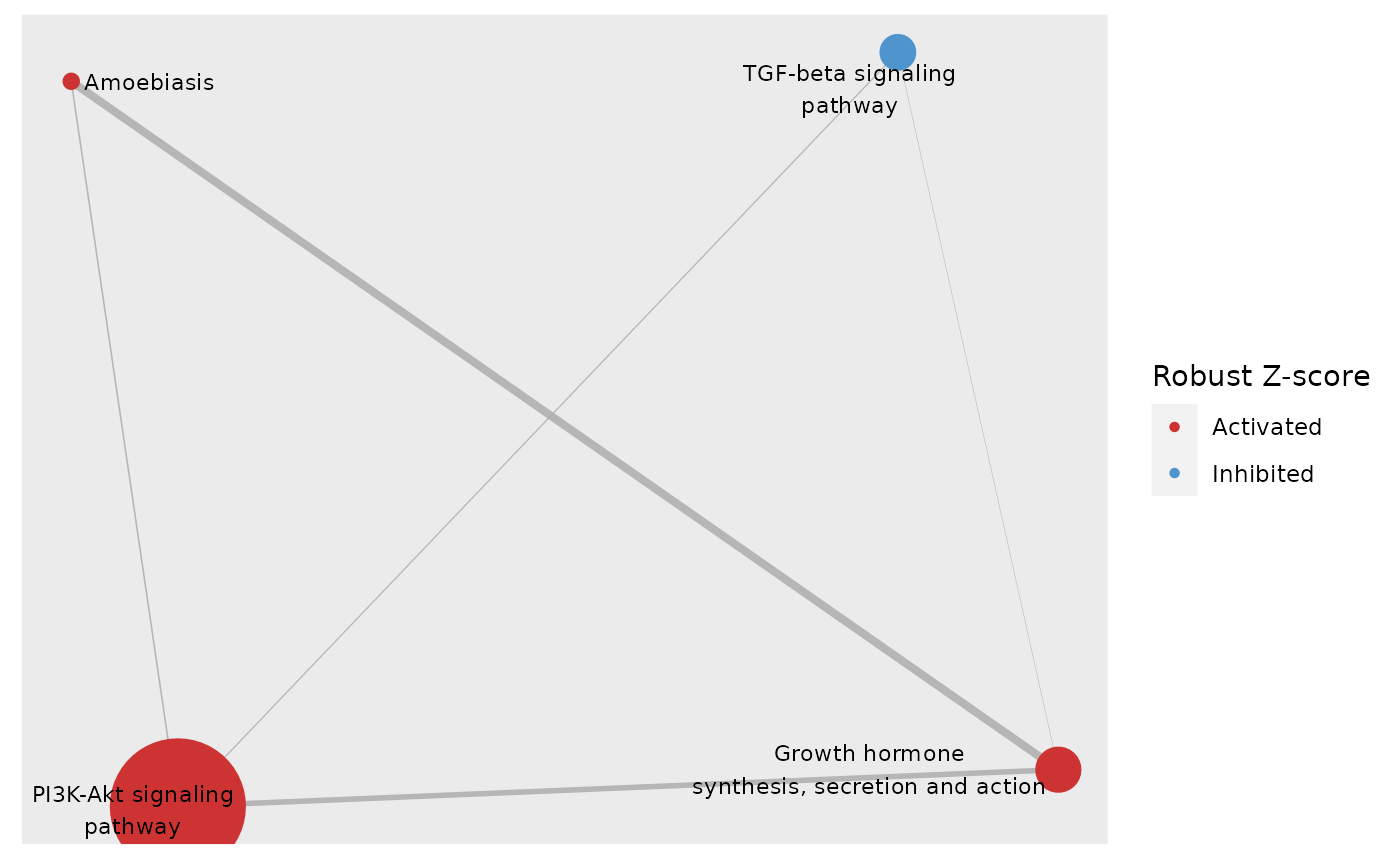 Amoebiasis
TGF-beta signaling
pathway
Robust Z-score
Activated
Inhibited
Growth hormone
synthesis, secretion and action
PI3K-Akt signaling
pathway